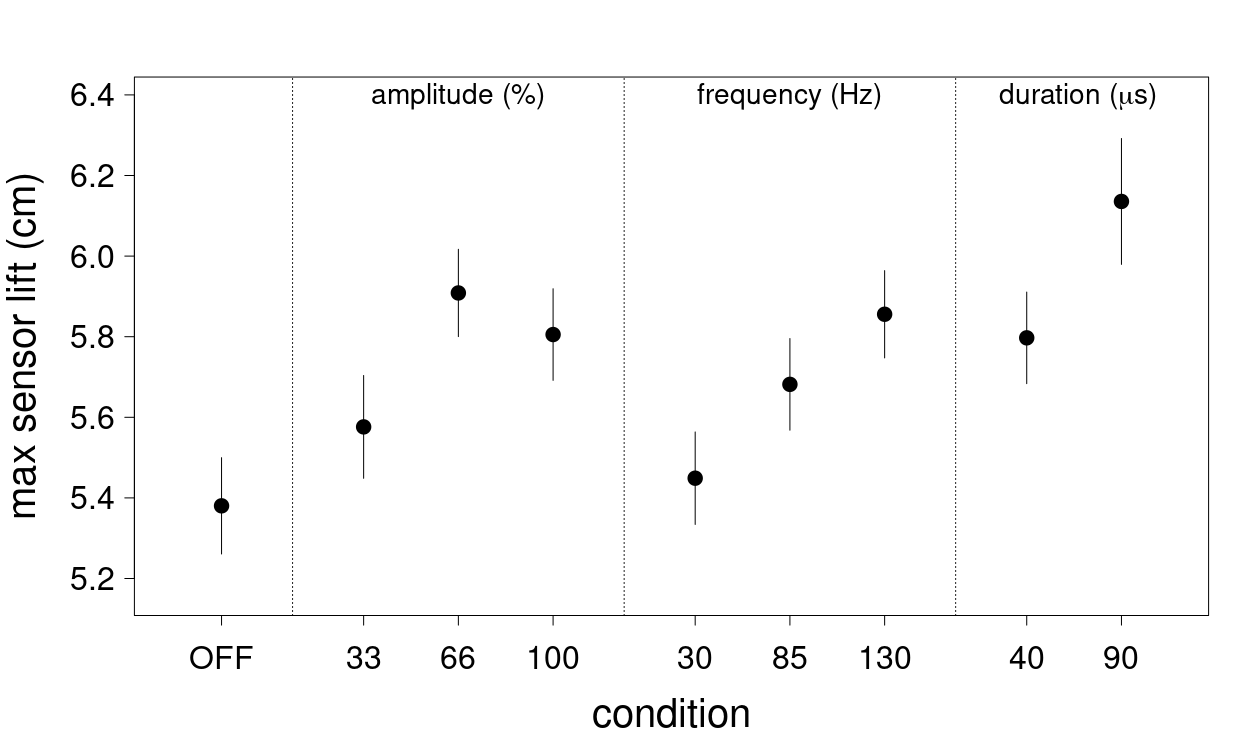 amplitude (%) frequency (Hz) duration (μs)
max sensor lift (cm)
6.4
6.2
6.0
5.8
5.6
5.4
5.2
OFF 33 66 100 30 85 130 40 90
condition